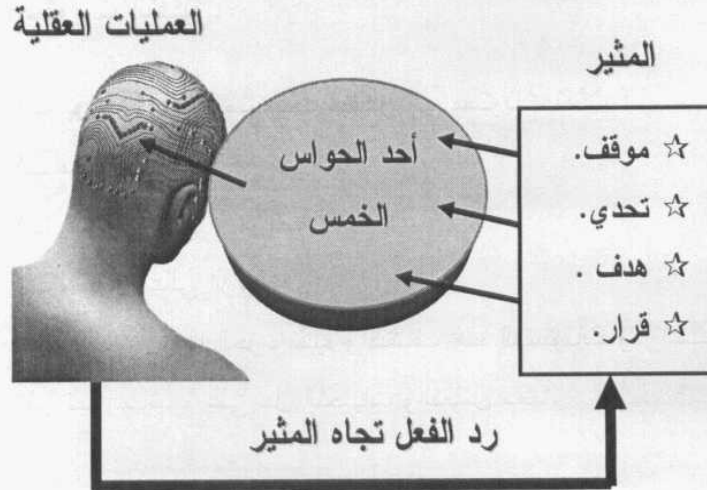 العمليات العقلية
المثير
أحد الحواس
الخمس
☆ موقف.
☆ تحدي.
☆ هدف .
☆ قرار.
رد الفعل تجاه المثير